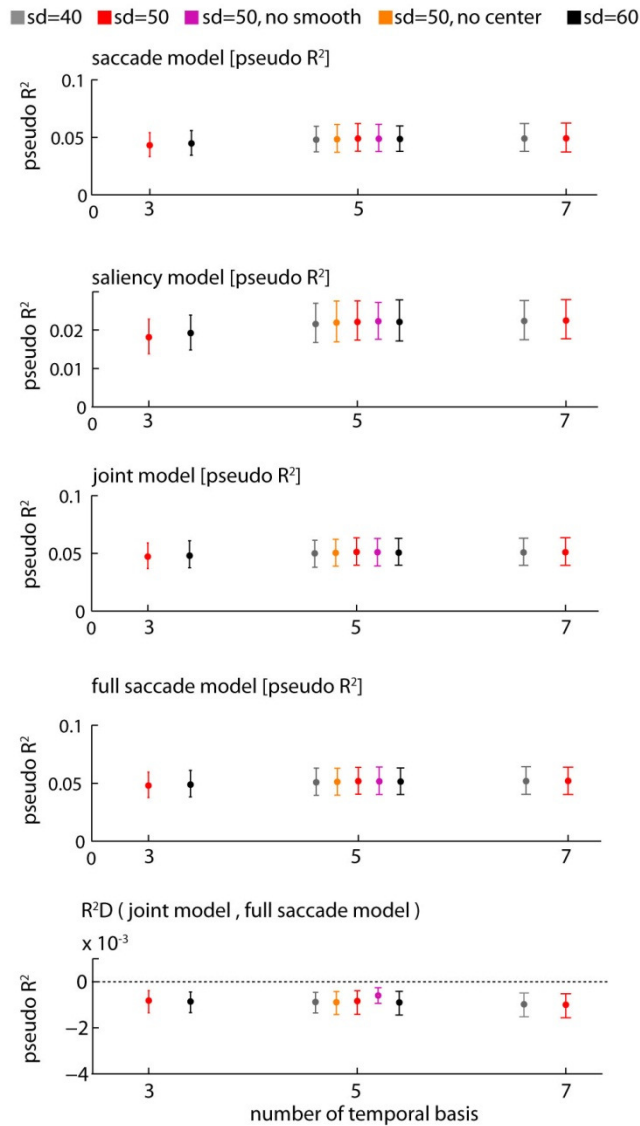 sd=40 sd=50 sd=50, no smooth sd=50, no center sd=60
saccade model [pseudo R²]
0.1
0.05
0
0
pseudo R²
3 5 7
saliency model [pseudo R²]
0.02
0.01
0
pseudo R²
3 5 7
joint model [pseudo R²]
0.1
0.05
0
0
pseudo R²
3 5 7
full saccade model [pseudo R²]
0.1
0.05
0
0
pseudo R²
3 5 7
R²D ( joint model , full saccade model )
x 10⁻³
0
−2
−4
pseudo R²
3 5 7
number of temporal basis